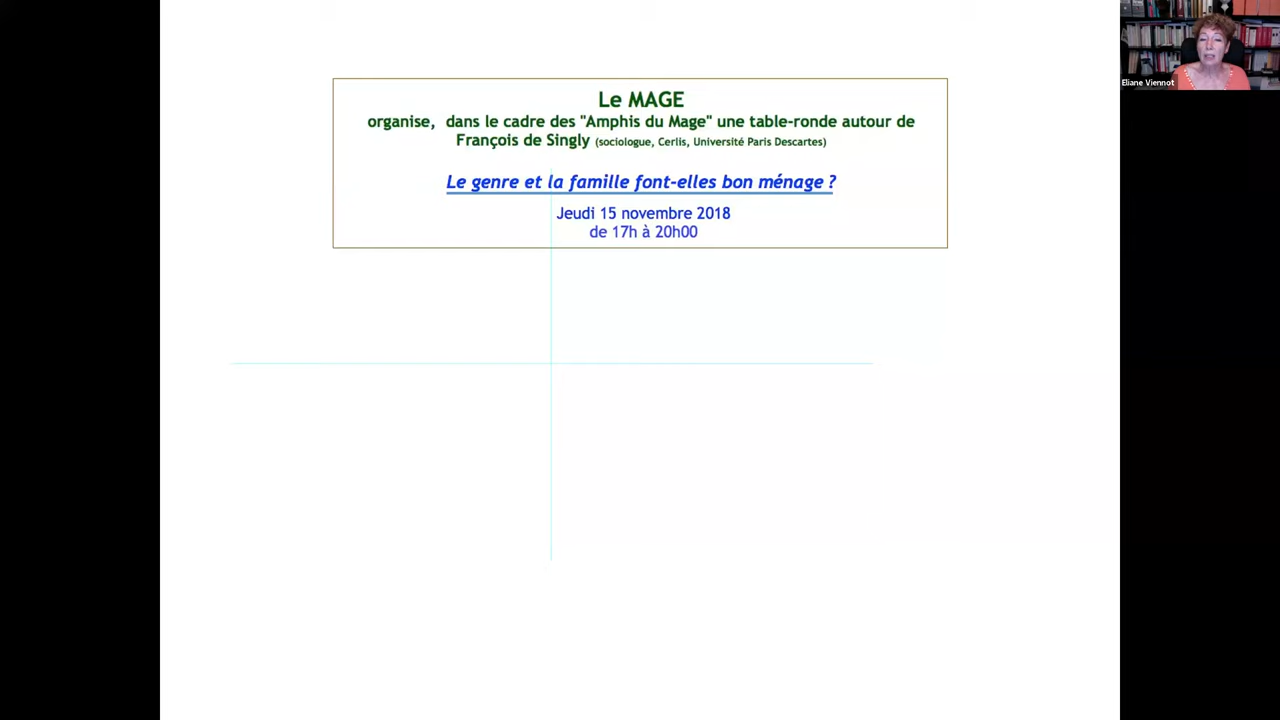 Le MAGE
organise, dans le cadre des "Amphis du Mage" une table-ronde autour de
François de Singly (sociologue, Cerlis, Université Paris Descartes)
Le genre et la famille font-elles bon ménage ?
Jeudi 15 novembre 2018
de 17h à 20h00
Eliane Viennot